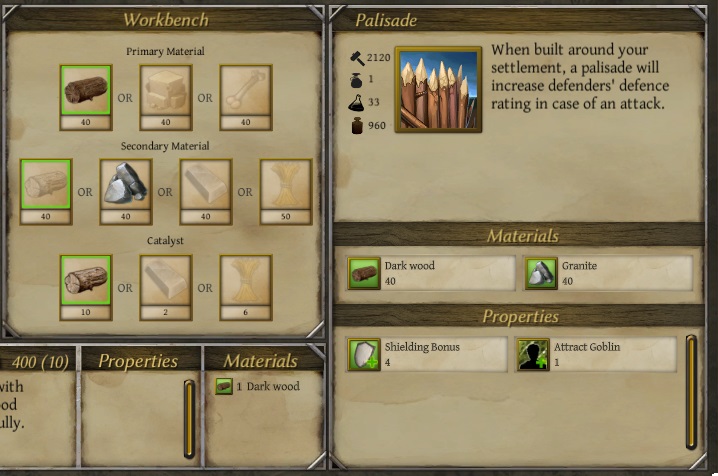 Workbench
Primary Material
OR OR
40 40 40
Secondary Material
OR OR OR
40 40 40 50
Catalyst
OR OR
10 2 6
400 (10)
with
ood
ully.
Properties
Materials
1 Dark wood
Palisade
2120
1
33
960
When built around your
settlement, a palisade will
increase defenders' defence
rating in case of an attack.
Materials
Dark wood
40
Granite
40
Properties
Shielding Bonus
4
Attract Goblin
1